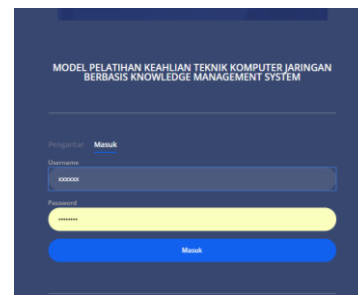 MODEL PELATIHAN KEAHLIAN TEKNIK KOMPUTER JARINGAN
BERBASIS KNOWLEDGE MANAGEMENT SYSTEM
Pengantar Masuk
Username
xxxxxx
Password
••••••••
Masuk